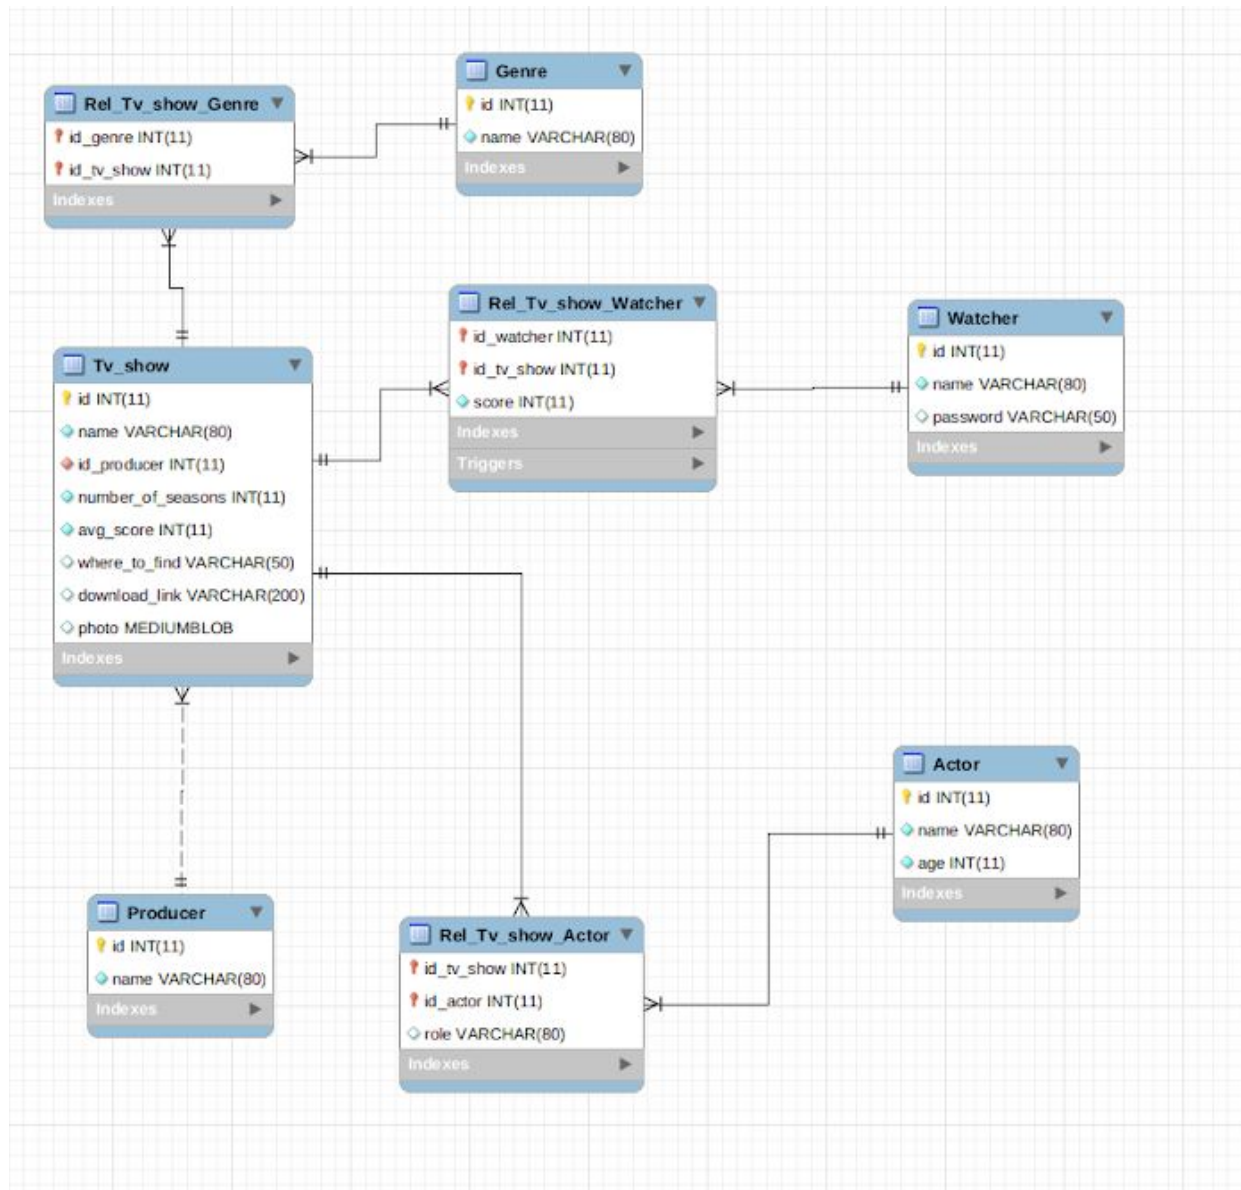 Rel_Tv_show_Genre
id_genre INT(11)
id_tv_show INT(11)
Indexes
Genre
id INT(11)
name VARCHAR(80)
Indexes
Tv_show
id INT(11)
name VARCHAR(80)
id_producer INT(11)
number_of_seasons INT(11)
avg_score INT(11)
where_to_find VARCHAR(50)
download_link VARCHAR(200)
photo MEDIUMBLOB
Indexes
Rel_Tv_show_Watcher
id_watcher INT(11)
id_tv_show INT(11)
score INT(11)
Indexes
Triggers
Watcher
id INT(11)
name VARCHAR(80)
password VARCHAR(50)
Indexes
Actor
id INT(11)
name VARCHAR(80)
age INT(11)
Indexes
Producer
id INT(11)
name VARCHAR(80)
Indexes
Rel_Tv_show_Actor
id_tv_show INT(11)
id_actor INT(11)
role VARCHAR(80)
Indexes